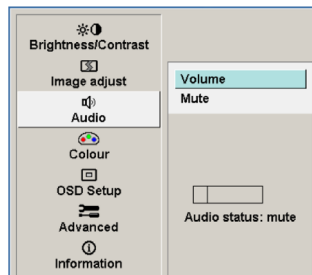 Brightness/Contrast
Image adjust
Audio
Colour
OSD Setup
Advanced
Information
Volume
Mute
Audio status: mute